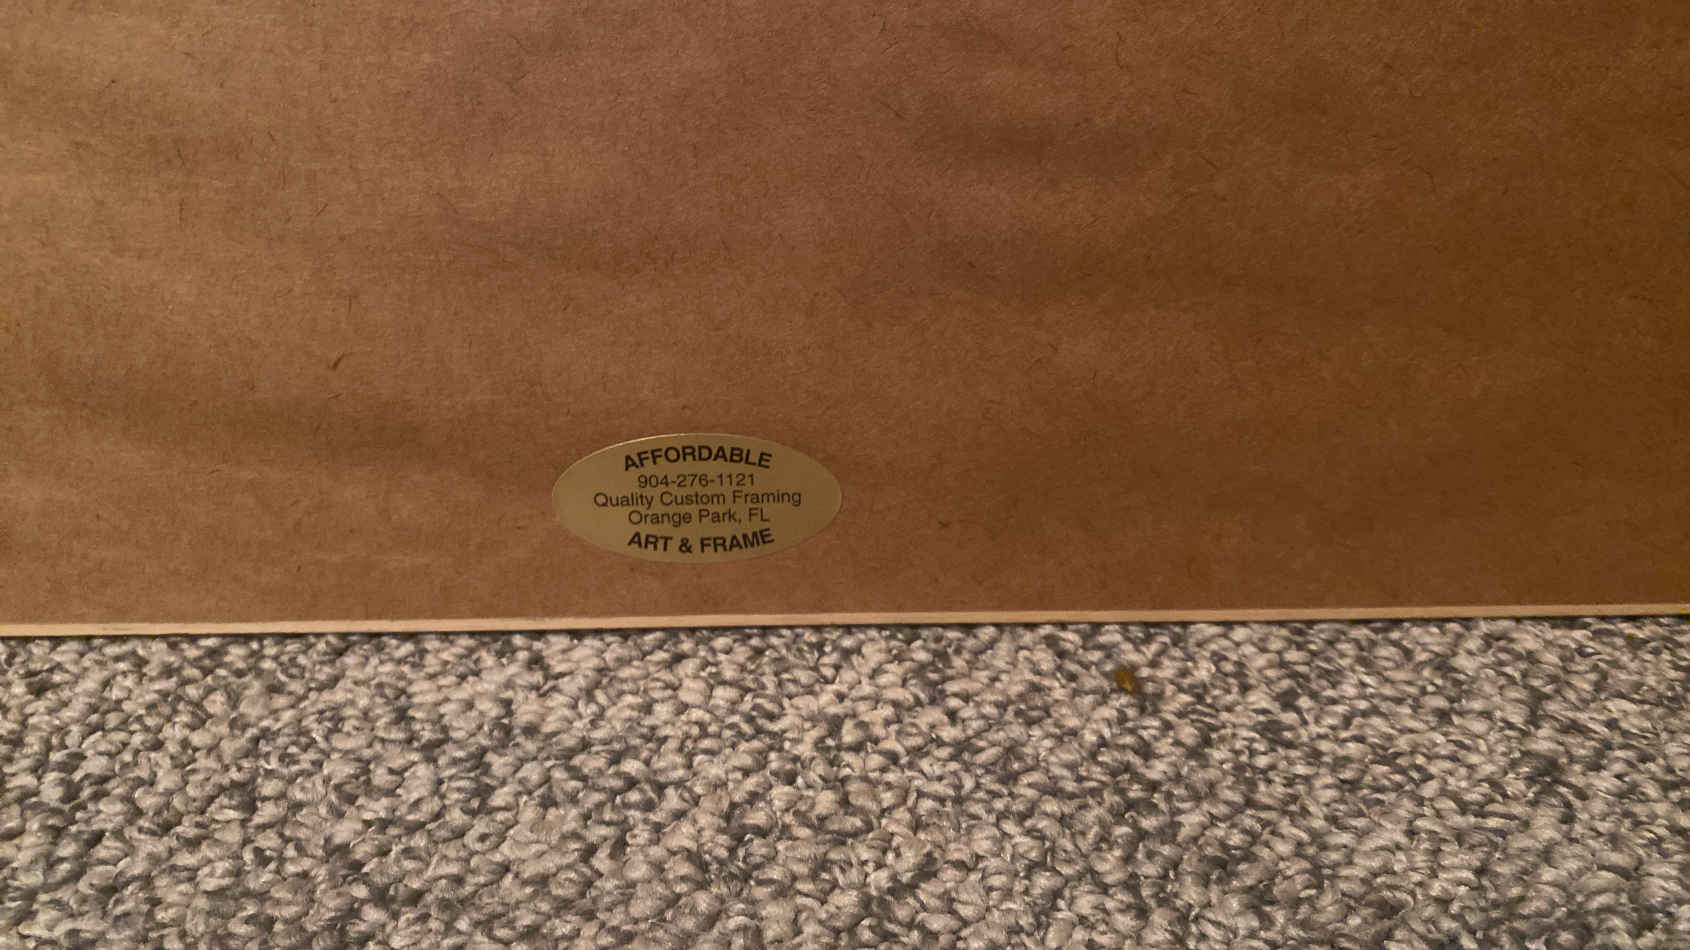 AFFORDABLE
904-276-1121
Quality Custom Framing
Orange Park, FL
ART & FRAME